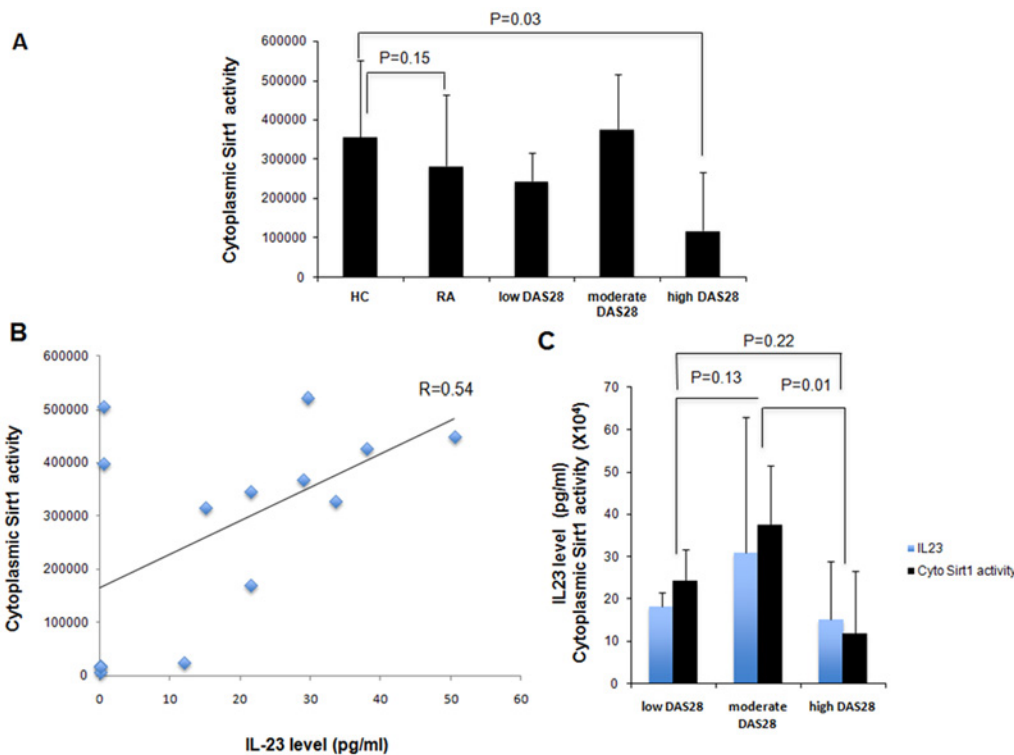 A
P=0.03
P=0.15
Cytoplasmic Sirt1 activity
600000
500000
400000
300000
200000
100000
0
HC
RA
low DAS28
moderate
DAS28
high DAS28
B
Cytoplasmic Sirt1 activity
600000
500000
400000
300000
200000
100000
0
R=0.54
0
10
20
30
40
50
60
IL-23 level (pg/ml)
C
P=0.22
P=0.13
P=0.01
IL23 level (pg/ml)
Cytoplasmic Sirt1 activity (X10⁴)
70
60
50
40
30
20
10
0
low DAS28
moderate
DAS28
high DAS28
IL23
Cyto Sirt1 activity